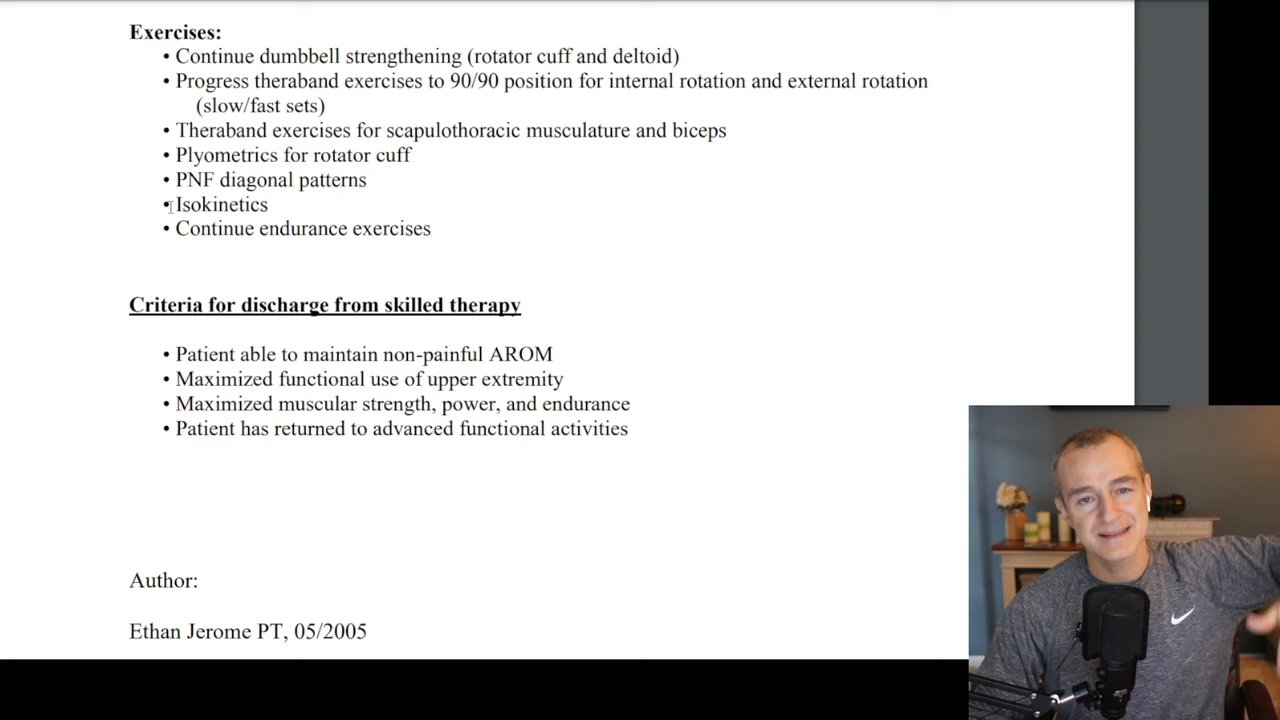 Exercises:
• Continue dumbbell strengthening (rotator cuff and deltoid)
• Progress theraband exercises to 90/90 position for internal rotation and external rotation
(slow/fast sets)
• Theraband exercises for scapulothoracic musculature and biceps
• Plyometrics for rotator cuff
• PNF diagonal patterns
• Isokinetics
• Continue endurance exercises
Criteria for discharge from skilled therapy
• Patient able to maintain non-painful AROM
• Maximized functional use of upper extremity
• Maximized muscular strength, power, and endurance
• Patient has returned to advanced functional activities
Author:
Ethan Jerome PT, 05/2005